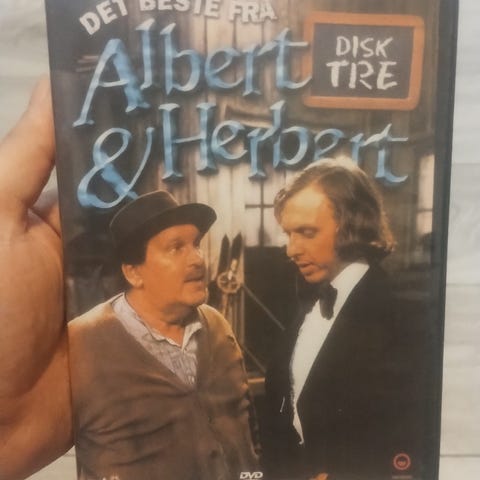 DET BESTE FRA
Albert
& Herbert
DISK
TRE
DVD